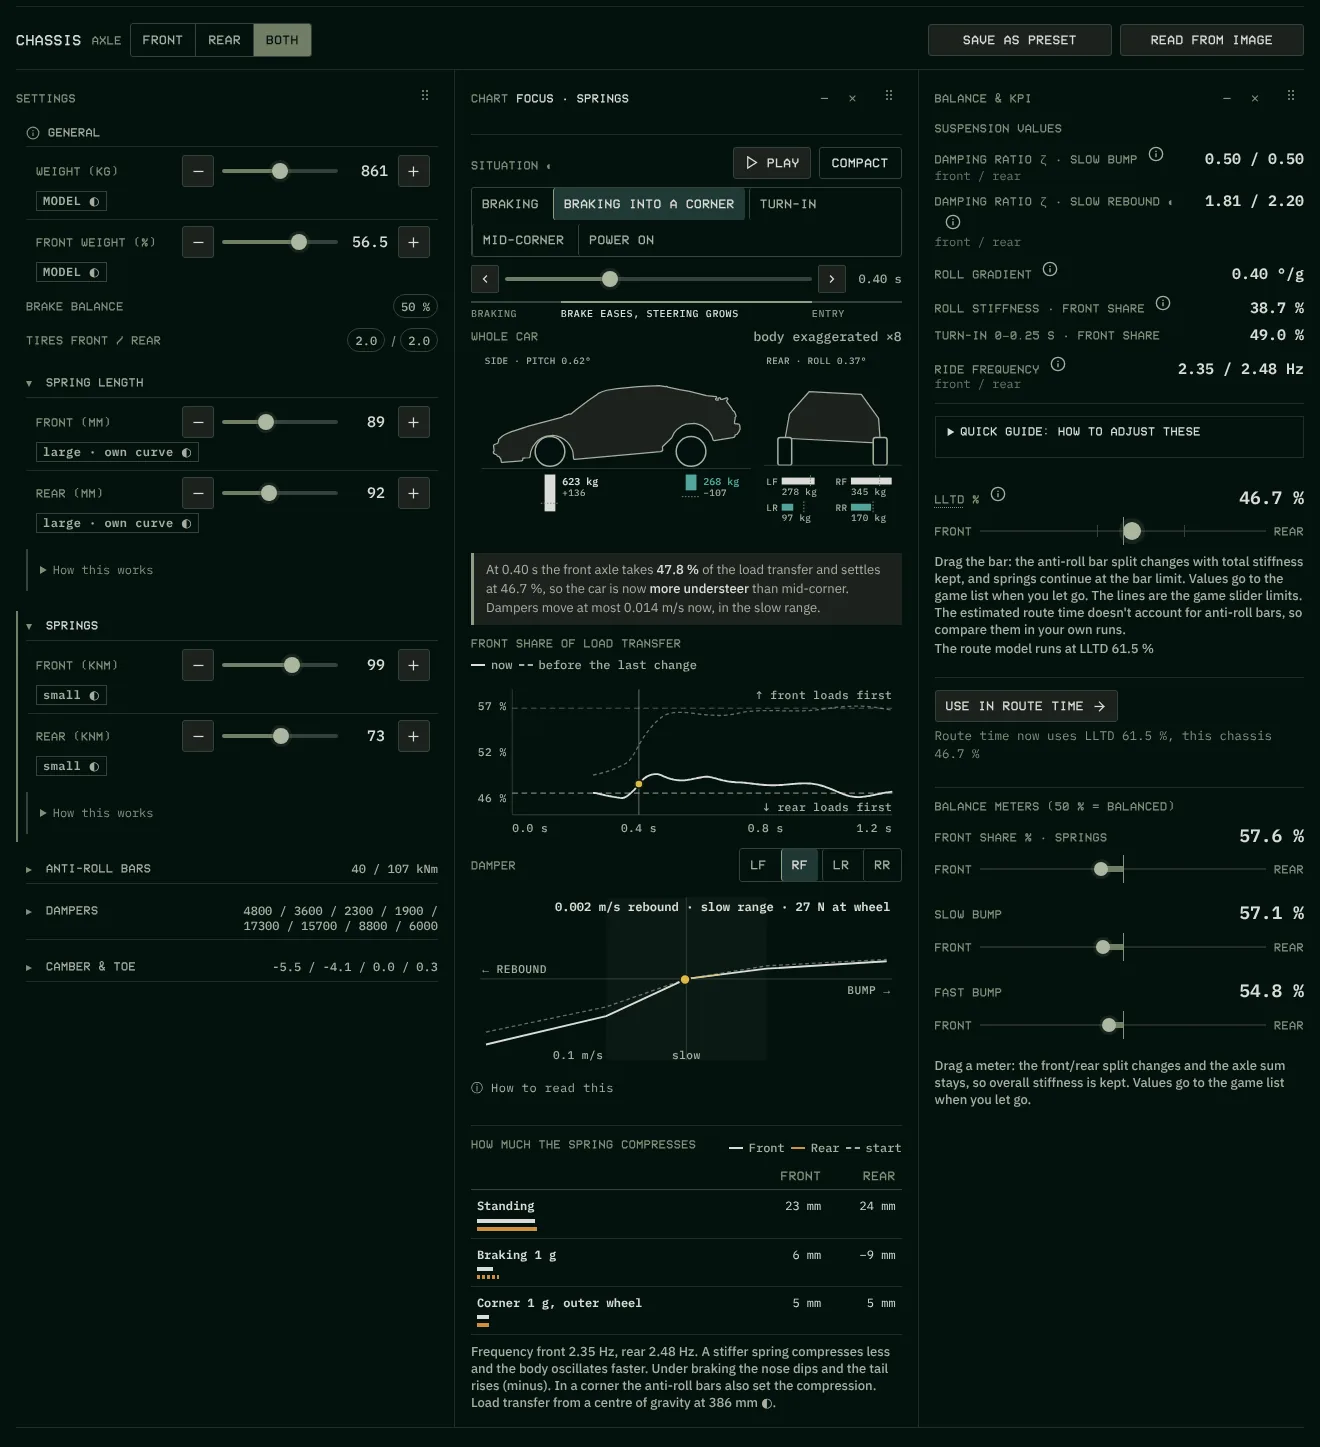 CHASSIS AXLE FRONT REAR BOTH
SAVE AS PRESET READ FROM IMAGE
SETTINGS
GENERAL
WEIGHT (KG) − 861 +
MODEL
FRONT WEIGHT (%) − 56.5 +
MODEL
BRAKE BALANCE 50 %
TIRES FRONT / REAR 2.0 / 2.0
▼ SPRING LENGTH
FRONT (MM) − 89 +
large · own curve
REAR (MM) − 92 +
large · own curve
▶ How this works
▼ SPRINGS
FRONT (KNM) − 99 +
small
REAR (KNM) − 73 +
small
▶ How this works
▶ ANTI-ROLL BARS 40 / 107 kNm
▶ DAMPERS 4800 / 3600 / 2300 / 1900 /
17300 / 15700 / 8800 / 6000
▶ CAMBER & TOE -5.5 / -4.1 / 0.0 / 0.3
CHART FOCUS · SPRINGS − ×
SITUATION
PLAY COMPACT
BRAKING BRAKING INTO A CORNER TURN-IN
MID-CORNER POWER ON
‹ › 0.40 s
BRAKING BRAKE EASES, STEERING GROWS ENTRY
WHOLE CAR body exaggerated ×8
SIDE · PITCH 0.62° REAR · ROLL 0.37°
623 kg
+136
268 kg
−107
LF 278 kg
RF 345 kg
LR 97 kg
RR 170 kg
At 0.40 s the front axle takes 47.8 % of the load transfer and settles
at 46.7 %, so the car is now more understeer than mid-corner.
Dampers move at most 0.014 m/s now, in the slow range.
FRONT SHARE OF LOAD TRANSFER
now before the last change
↑ front loads first
57 %
52 %
46 %
↓ rear loads first
0.0 s 0.4 s 0.8 s 1.2 s
DAMPER LF RF LR RR
0.002 m/s rebound · slow range · 27 N at wheel
← REBOUND
BUMP →
0.1 m/s slow
ⓘ How to read this
HOW MUCH THE SPRING COMPRESSES Front Rear start
FRONT REAR
Standing 23 mm 24 mm
Braking 1 g 6 mm −9 mm
Corner 1 g, outer wheel 5 mm 5 mm
Frequency front 2.35 Hz, rear 2.48 Hz. A stiffer spring compresses less
and the body oscillates faster. Under braking the nose dips and the tail
rises (minus). In a corner the anti-roll bars also set the compression.
Load transfer from a centre of gravity at 386 mm ◐.
BALANCE & KPI − ×
SUSPENSION VALUES
DAMPING RATIO ζ · SLOW BUMP 0.50 / 0.50
front / rear
DAMPING RATIO ζ · SLOW REBOUND 1.81 / 2.20
front / rear
ROLL GRADIENT 0.40 °/g
ROLL STIFFNESS · FRONT SHARE 38.7 %
TURN-IN 0–0.25 S · FRONT SHARE 49.0 %
RIDE FREQUENCY 2.35 / 2.48 Hz
front / rear
▶ QUICK GUIDE: HOW TO ADJUST THESE
LLTD % 46.7 %
FRONT REAR
Drag the bar: the anti-roll bar split changes with total stiffness
kept, and springs continue at the bar limit. Values go to the
game list when you let go. The lines are the game slider limits.
The estimated route time doesn't account for anti-roll bars, so
compare them in your own runs.
The route model runs at LLTD 61.5 %
USE IN ROUTE TIME →
Route time now uses LLTD 61.5 %, this chassis
46.7 %
BALANCE METERS (50 % = BALANCED)
FRONT SHARE % · SPRINGS 57.6 %
FRONT REAR
SLOW BUMP 57.1 %
FRONT REAR
FAST BUMP 54.8 %
FRONT REAR
Drag a meter: the front/rear split changes and the axle sum
stays, so overall stiffness is kept. Values go to the game list
when you let go.